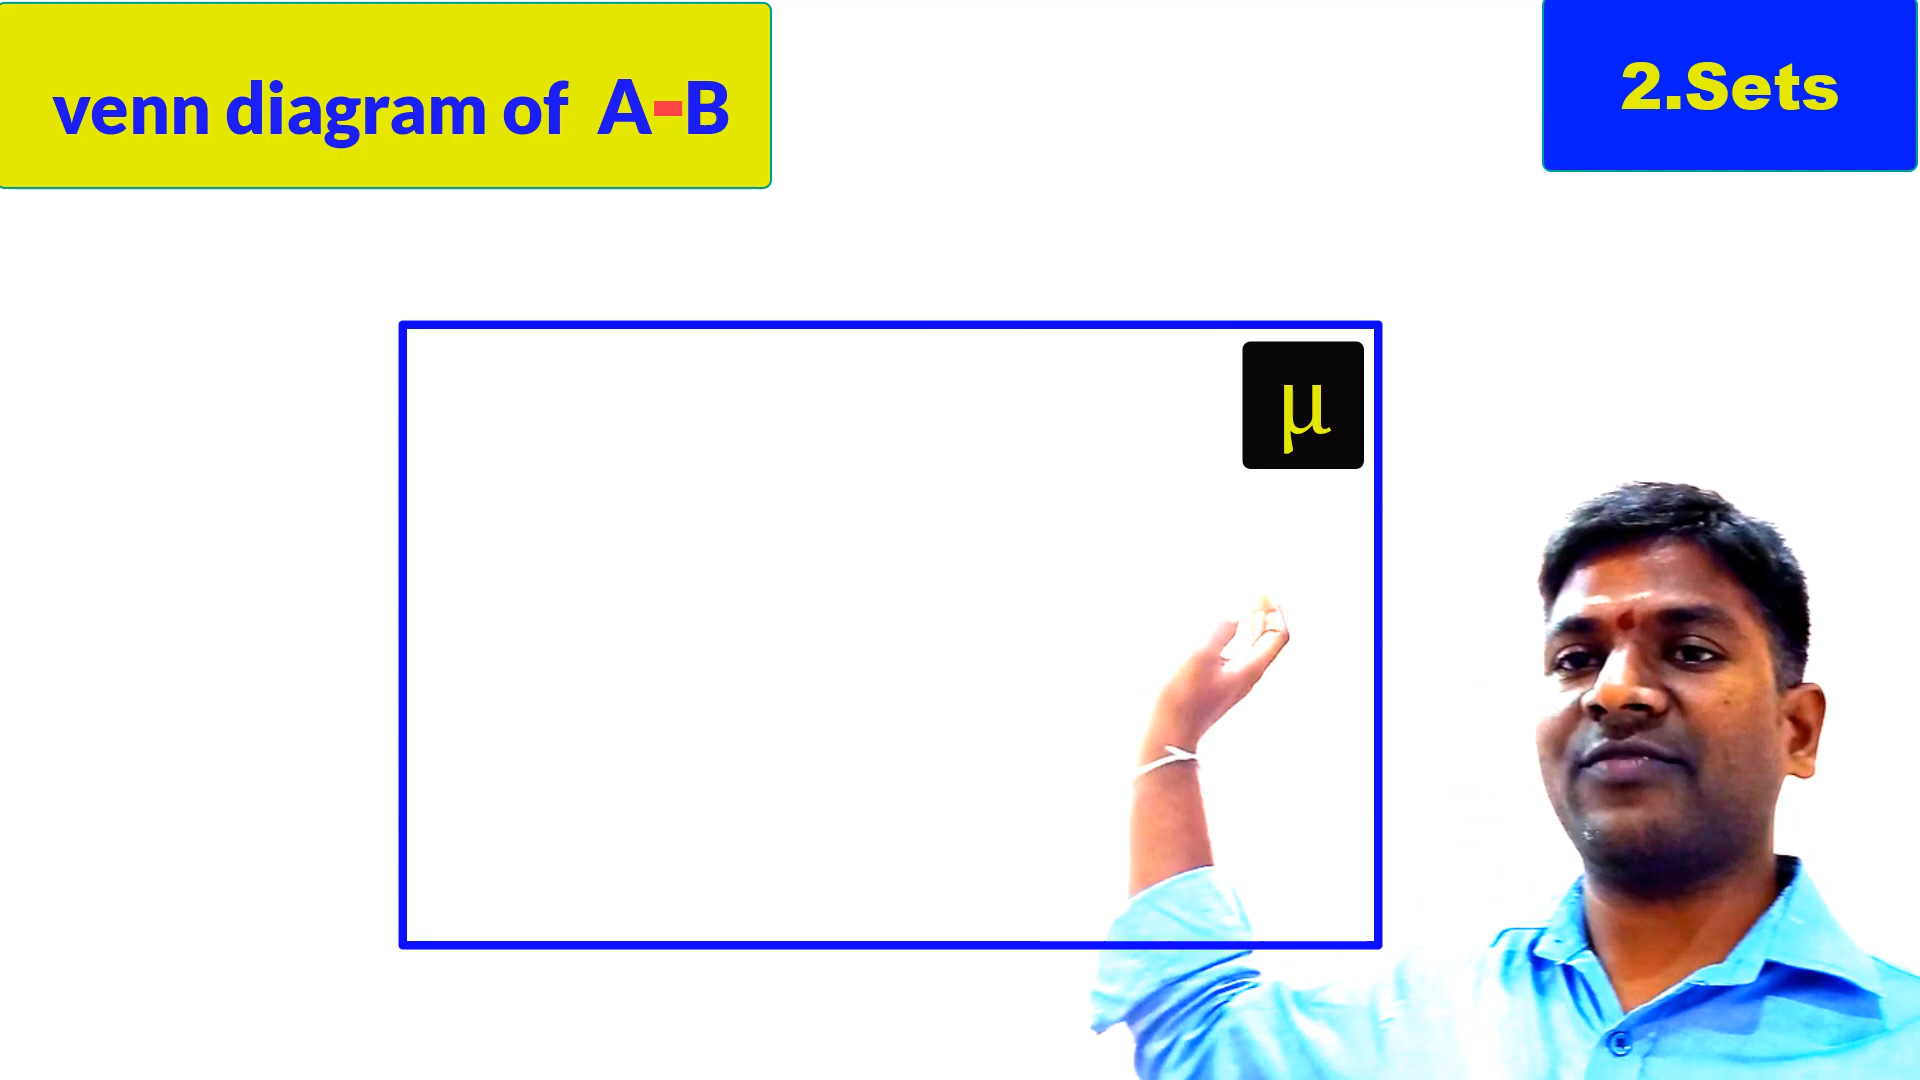 venn diagram of A-B
2.Sets
μ